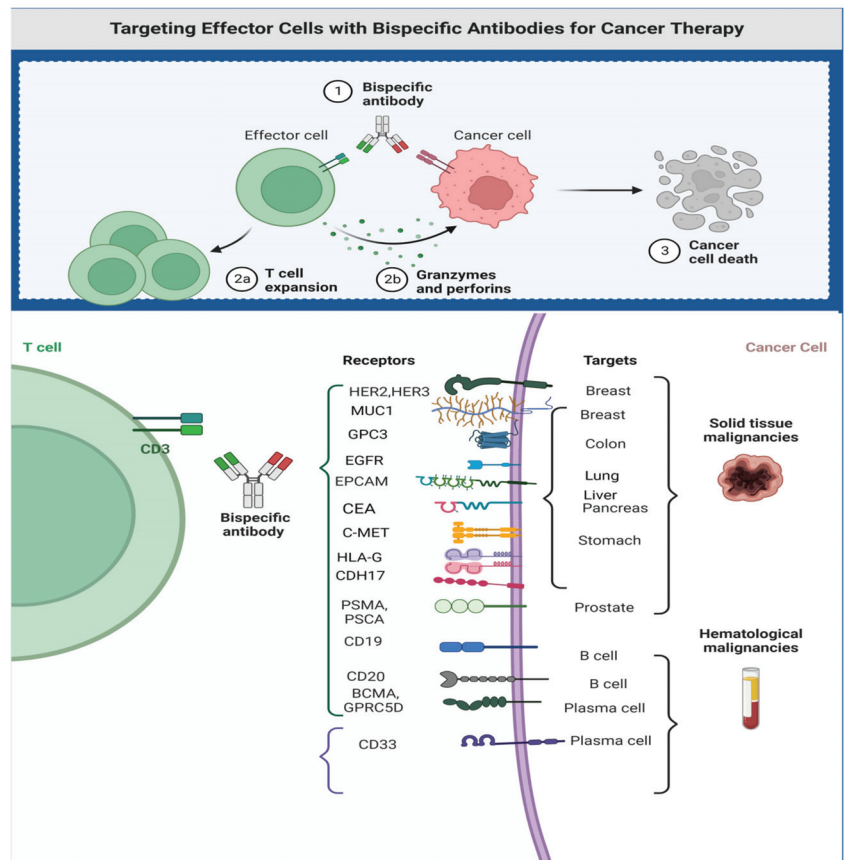 Targeting Effector Cells with Bispecific Antibodies for Cancer Therapy
1
Bispecific
antibody
Effector cell
Cancer cell
2a
T cell
expansion
2b
Granzymes
and perforins
3
Cancer
cell death
T cell
Receptors
Targets
Cancer Cell
HER2,HER3
Breast
MUC1
Breast
GPC3
Colon
EGFR
Lung
EPCAM
Liver
CEA
Pancreas
C-MET
Stomach
HLA-G
CDH17
PSMA,
PSCA
Prostate
CD19
B cell
CD20
B cell
BCMA,
GPRC5D
Plasma cell
CD33
Plasma cell
CD3
Bispecific
antibody
Solid tissue
malignancies
Hematological
malignancies